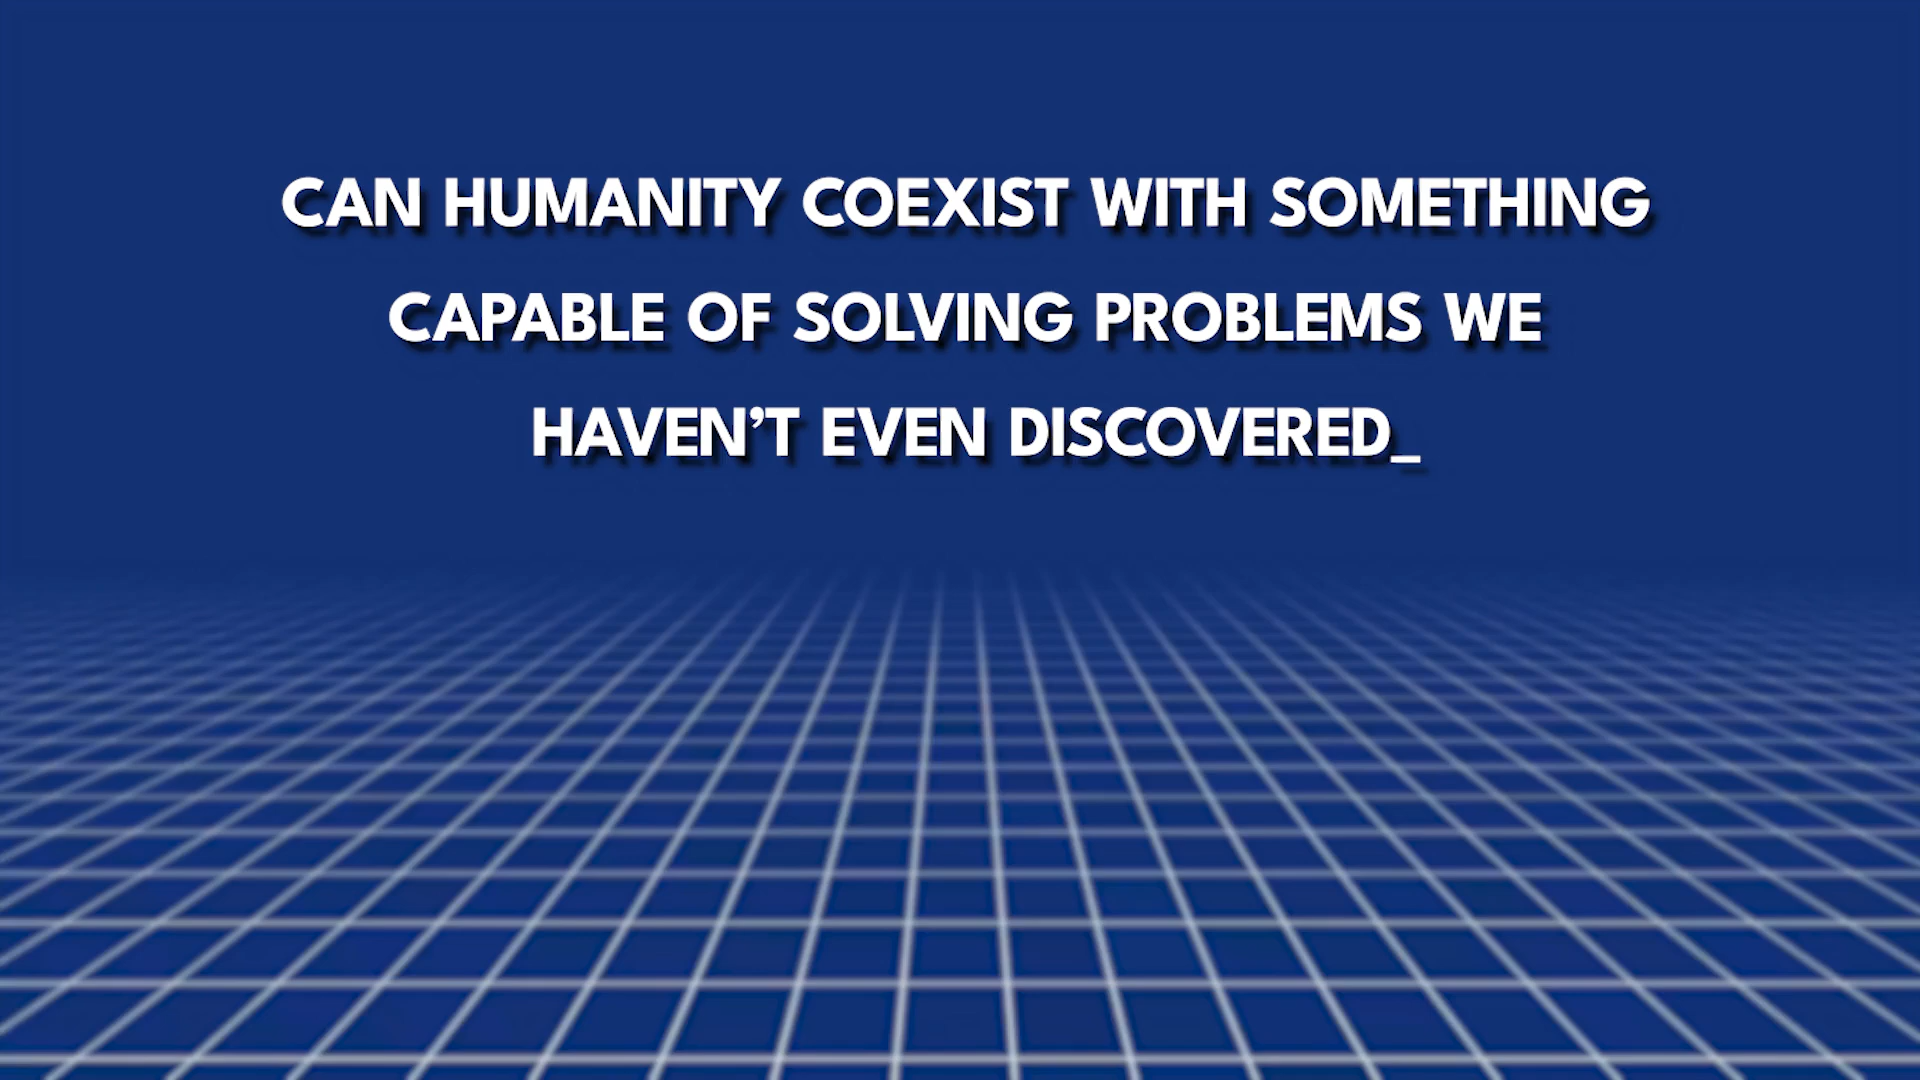 CAN HUMANITY COEXIST WITH SOMETHING
CAPABLE OF SOLVING PROBLEMS WE
HAVEN’T EVEN DISCOVERED_